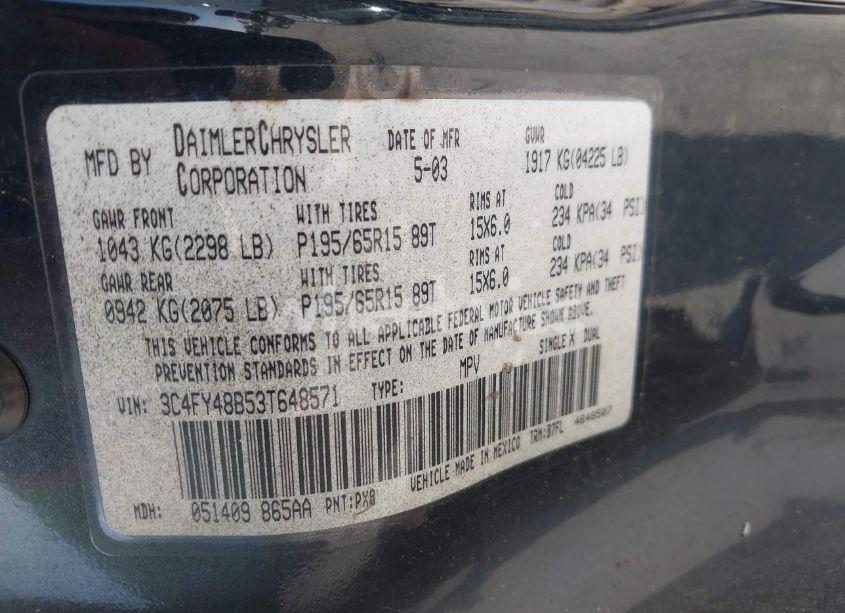 MFD BY DAIMLERCHRYSLER CORPORATION DATE OF MFR 5-03 GVWR 1917 KG(04225 LB)
GAWR FRONT WITH TIRES RIMS AT COLD
1043 KG(2298 LB) P195/65R15 89T 15X6.0 234 KPA(34 PSI)
GAWR REAR WITH TIRES RIMS AT COLD
0942 KG(2075 LB) P195/65R15 89T 15X6.0 234 KPA(34 PSI)
THIS VEHICLE CONFORMS TO ALL APPLICABLE FEDERAL MOTOR VEHICLE SAFETY AND THEFT
PREVENTION STANDARDS IN EFFECT ON THE DATE OF MANUFACTURE SHOWN ABOVE.
VIN: 3C4FY48B53T648571 TYPE: MPV SINGLE X DUAL
MDH: 051409 865AA PNT:PXB VEHICLE MADE IN MEXICO TRM:B7FL 4648507